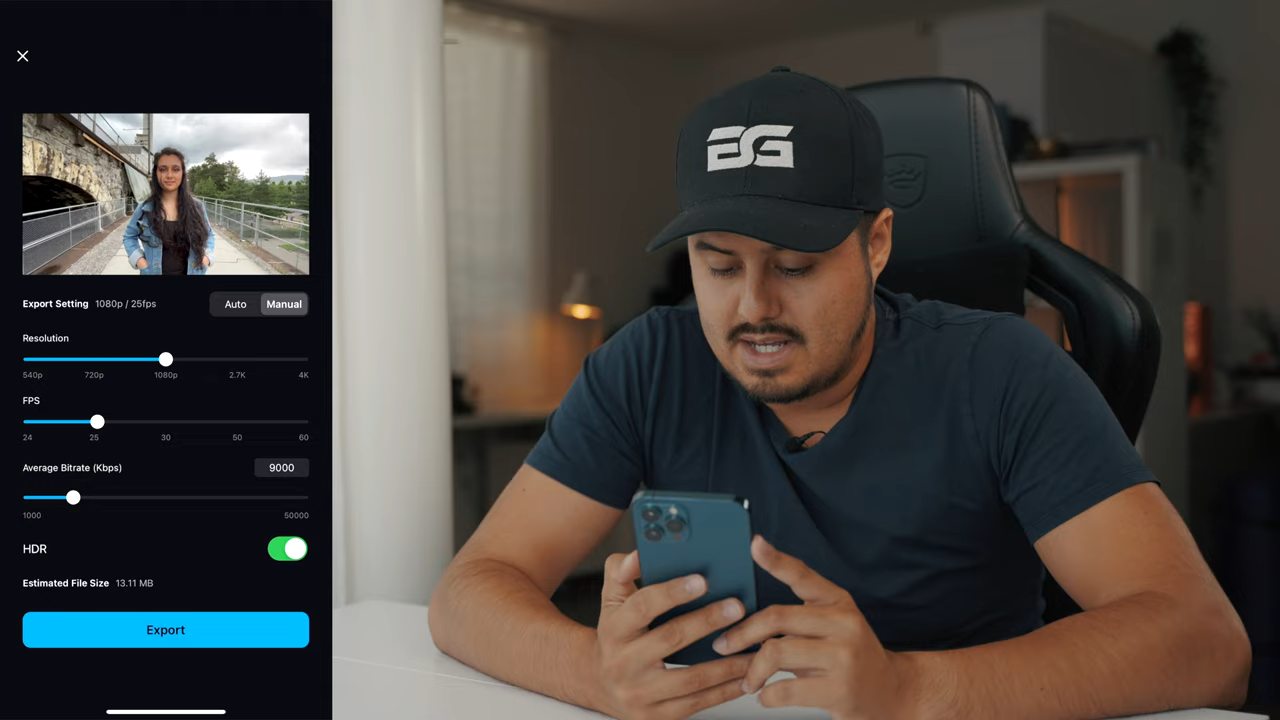 Export Setting 1080p / 25fps Auto Manual
Resolution
540p 720p 1080p 2.7K 4K
FPS
24 25 30 50 60
Average Bitrate (Kbps) 9000
1000 50000
HDR
Estimated File Size 13.11 MB
Export
ESG